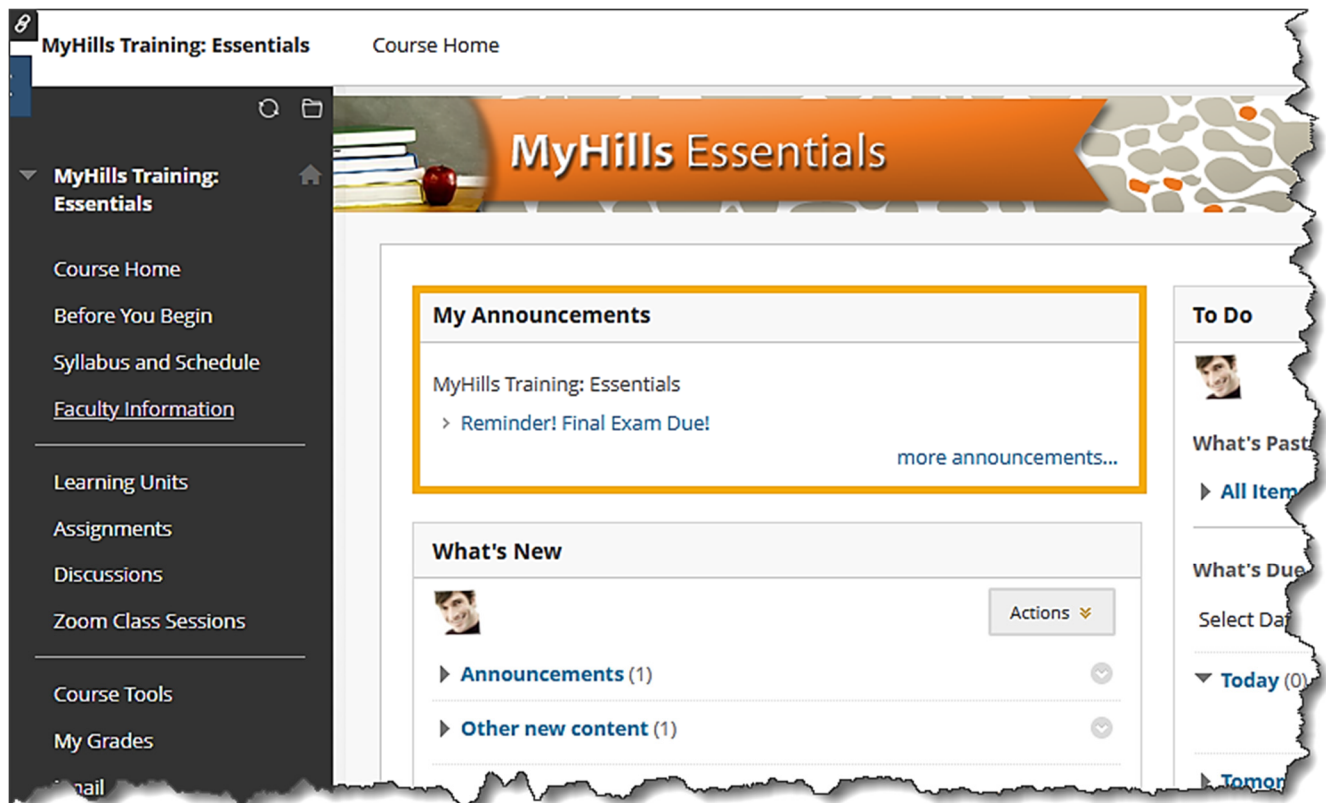 MyHills Training: Essentials
Course Home
MyHills Training:
Essentials
Course Home
Before You Begin
Syllabus and Schedule
Faculty Information
Learning Units
Assignments
Discussions
Zoom Class Sessions
Course Tools
My Grades
MyHills Essentials
My Announcements
MyHills Training: Essentials
Reminder! Final Exam Due!
more announcements...
What's New
Actions
Announcements (1)
Other new content (1)
To Do
What's Past
All
What's Due
Select
Today (0)